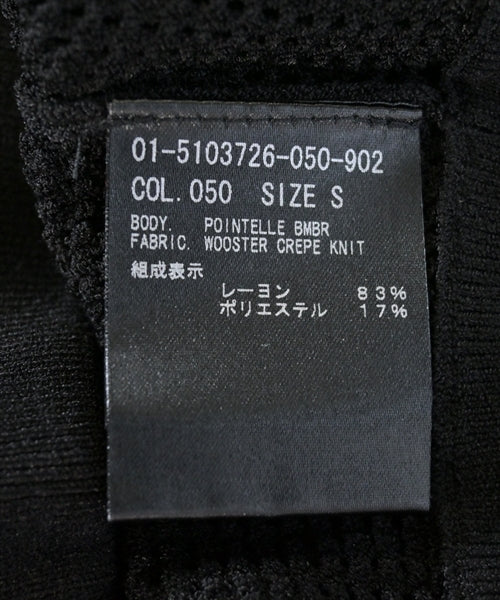 01-5103726-050-902
COL. 050 SIZE S
BODY. POINTELLE BMBR
FABRIC. WOOSTER CREPE KNIT
組成表示
レーヨン 83%
ポリエステル 17%